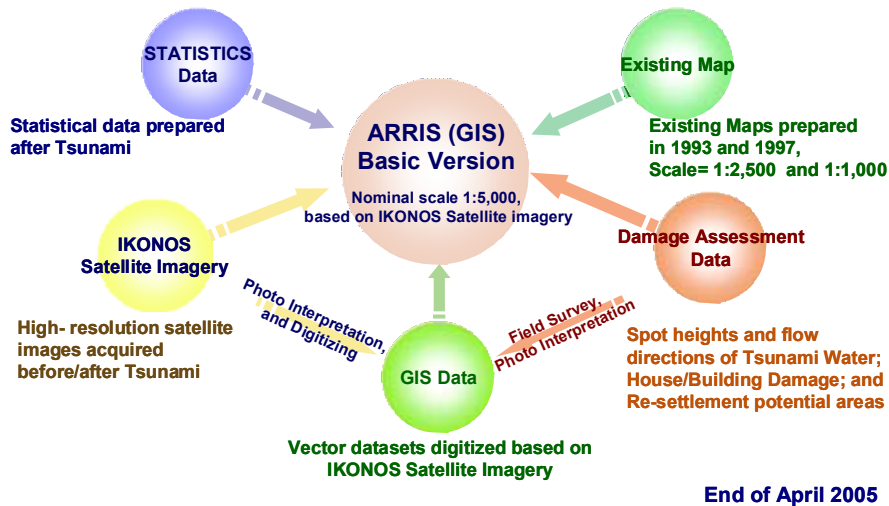 STATISTICS
Data
Statistical data prepared
after Tsunami
Existing Map
Existing Maps prepared
in 1993 and 1997,
Scale= 1:2,500 and 1:1,000
ARRIS (GIS)
Basic Version
Nominal scale 1:5,000,
based on IKONOS Satellite imagery
IKONOS
Satellite Imagery
High- resolution satellite
images acquired
before/after Tsunami
Damage Assessment
Data
Spot heights and flow
directions of Tsunami Water;
House/Building Damage; and
Re-settlement potential areas
Photo Interpretation,
and Digitizing
Field Survey,
Photo Interpretation
GIS Data
Vector datasets digitized based on
IKONOS Satellite Imagery
End of April 2005